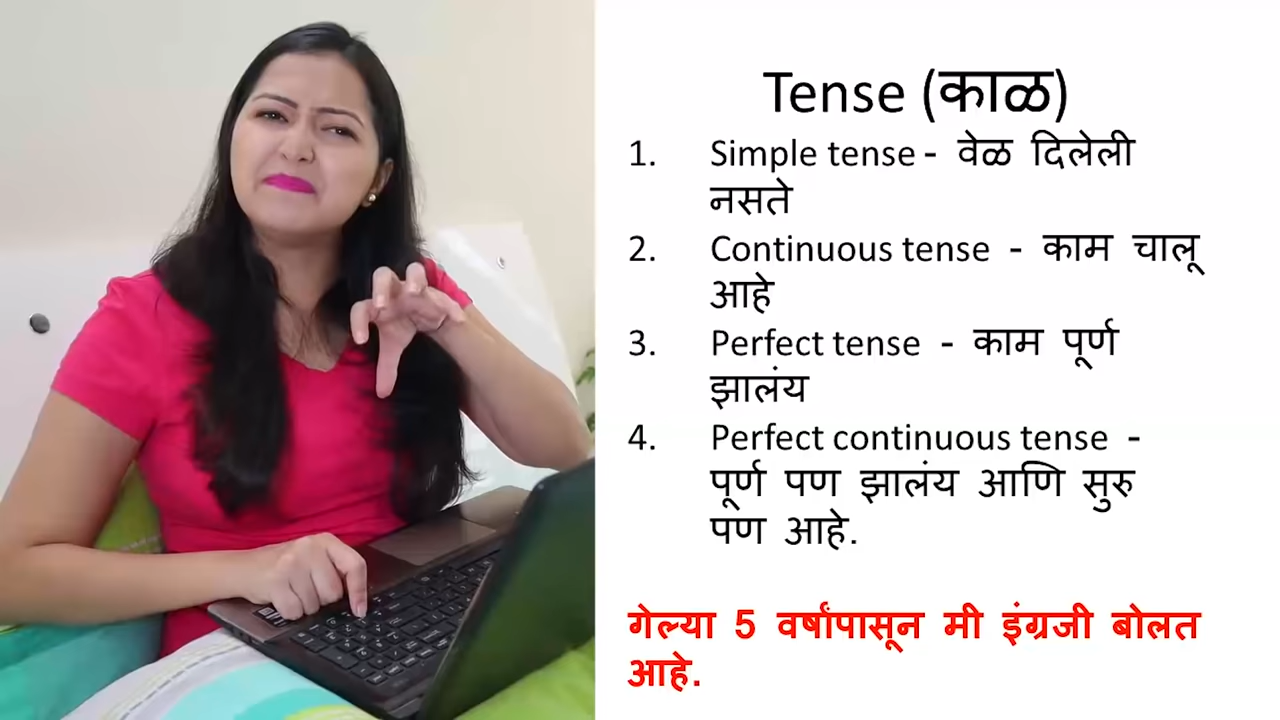 Tense (काळ)
1. Simple tense - वेळ दिलेली
नसते
2. Continuous tense - काम चालू
आहे
3. Perfect tense - काम पूर्ण
झालंय
4. Perfect continuous tense -
पूर्ण पण झालंय आणि सुरु
पण आहे.
गेल्या 5 वर्षांपासून मी इंग्रजी बोलत
आहे.